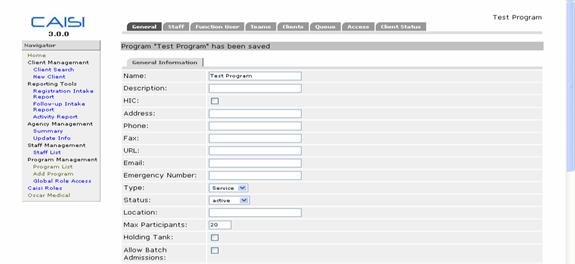 Test Program
CAISI
3.0.0
General Staff Function User Teams Clients Queue Access Client Status
Program "Test Program" has been saved
Navigator
Home
Client Management
Client Search
New Client
Reporting Tools
Registration Intake
Report
Follow-up Intake
Report
Activity Report
Agency Management
Summary
Update Info
Staff Management
Staff List
Program Management
Program List
Add Program
Global Role Access
Caisi Roles
Oscar Medical
General Information
Name: Test Program
Description:
HIC:
Address:
Phone:
Fax:
URL:
Email:
Emergency Number:
Type: Service
Status: active
Location:
Max Participants: 20
Holding Tank:
Allow Batch
Admissions: